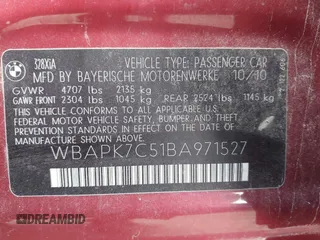 328XiA VEHICLE TYPE: PASSENGER CAR
MFD BY BAYERISCHE MOTORENWERKE 10/10
GVWR 4707 lbs 2135 kg
GAWR FRONT 2304 lbs 1045 kg REAR 2524 lbs 1145 kg
THIS VEHICLE CONFORMS TO ALL APPLICABLE
FEDERAL MOTOR VEHICLE SAFETY, BUMPER, AND
THEFT PREVENTION STANDARDS IN EFFECT ON THE
DATE OF MANUFACTURE SHOWN ABOVE
WBAPK7C51BA971527
DREAMBID